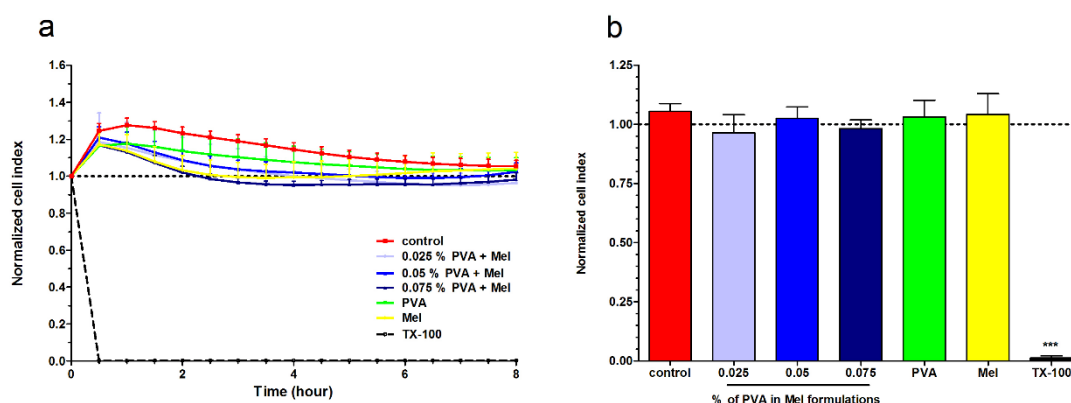 a
Normalized cell index
1.6
1.4
1.2
1.0
0.8
0.6
0.4
0.2
0.0
0
2
4
6
8
Time (hour)
control
0.025 % PVA + Mel
0.05 % PVA + Mel
0.075 % PVA + Mel
PVA
Mel
TX-100
b
Normalized cell index
1.25
1.00
0.75
0.50
0.25
0.00
***
control
0.025
0.05
0.075
PVA
Mel
TX-100
% of PVA in Mel formulations